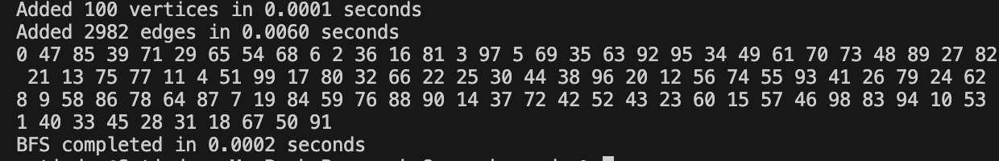 Added 100 vertices in 0.0001 seconds
Added 2982 edges in 0.0060 seconds
0 47 85 39 71 29 65 54 68 6 2 36 16 81 3 97 5 69 35 63 92 95 34 49 61 70 73 48 89 27 82
21 13 75 77 11 4 51 99 17 80 32 66 22 25 30 44 38 96 20 12 56 74 55 93 41 26 79 24 62
8 9 58 86 78 64 87 7 19 84 59 76 88 90 14 37 72 42 52 43 23 60 15 57 46 98 83 94 10 53
1 40 33 45 28 31 18 67 50 91
BFS completed in 0.0002 seconds